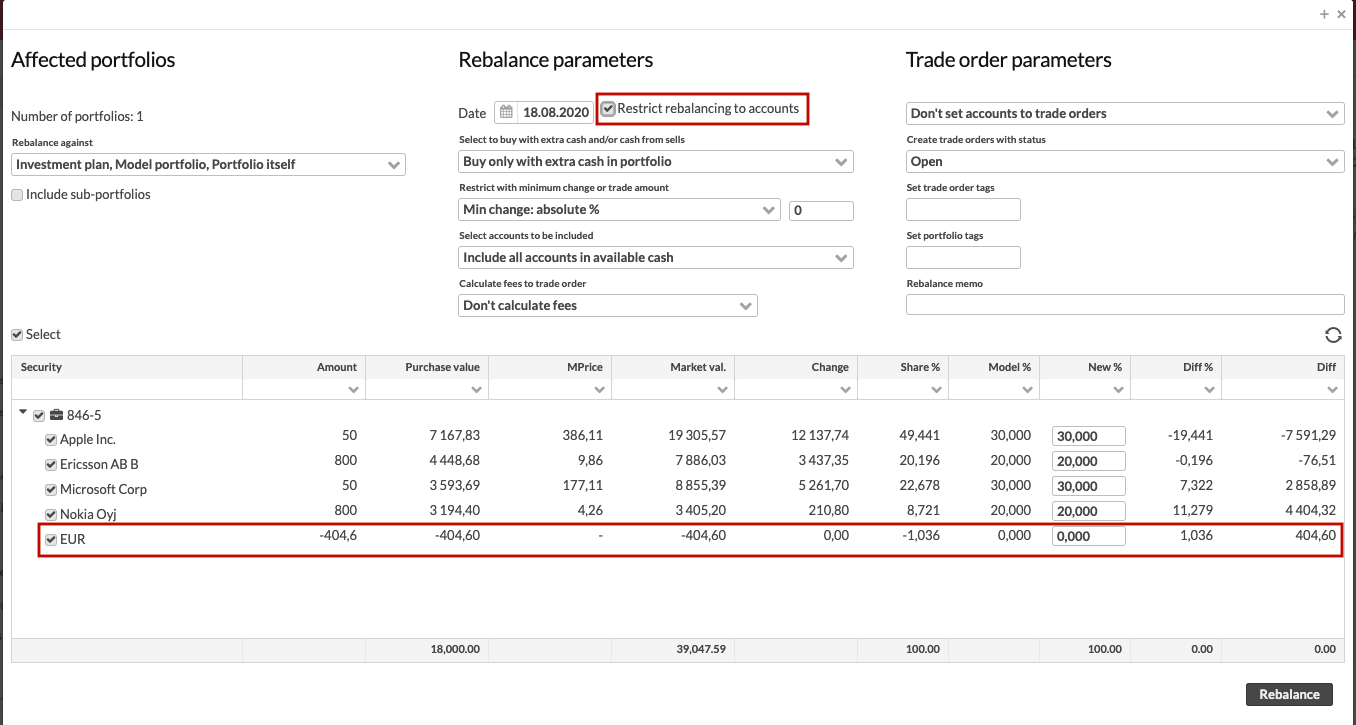 Affected portfolios
Number of portfolios: 1
Rebalance against
Investment plan, Model portfolio, Portfolio itself
Include sub-portfolios
Rebalance parameters
Date 18.08.2020 Restrict rebalancing to accounts
Select to buy with extra cash and/or cash from sells
Buy only with extra cash in portfolio
Restrict with minimum change or trade amount
Min change: absolute % 0
Select accounts to be included
Include all accounts in available cash
Calculate fees to trade order
Don't calculate fees
Trade order parameters
Don't set accounts to trade orders
Create trade orders with status
Open
Set trade order tags
Set portfolio tags
Rebalance memo
Select
Security Amount Purchase value MPrice Market val. Change Share % Model % New % Diff % Diff
846-5
Apple Inc. 50 7 167,83 386,11 19 305,57 12 137,74 49,441 30,000 30,000 -19,441 -7 591,29
Ericsson AB B 800 4 448,68 9,86 7 886,03 3 437,35 20,196 20,000 20,000 -0,196 -76,51
Microsoft Corp 50 3 593,69 177,11 8 855,39 5 261,70 22,678 30,000 30,000 7,322 2 858,89
Nokia Oyj 800 3 194,40 4,26 3 405,20 210,80 8,721 20,000 20,000 11,279 4 404,32
EUR -404,6 -404,60 - -404,60 0,00 -1,036 0,000 0,000 1,036 404,60
18,000.00 39,047.59 100.00 100.00 0.00 0.00
Rebalance